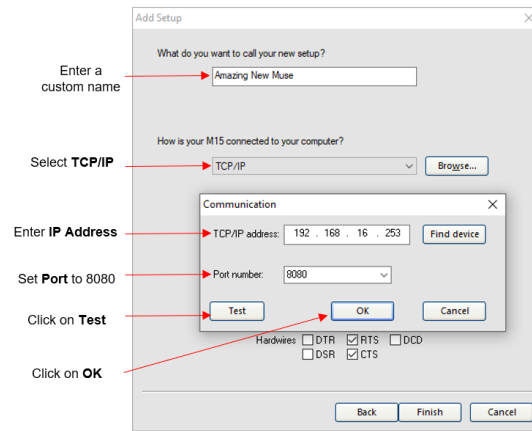 Add Setup
What do you want to call your new setup?
Enter a
custom name
Amazing New Muse
How is your M15 connected to your computer?
Select TCP/IP
TCP/IP
Browse...
Communication
Enter IP Address
TCP/IP address:
192 . 168 . 16 . 253
Find device
Set Port to 8080
Port number:
8080
Click on Test
Test
OK
Cancel
Hardwires
DTR
RTS
DCD
DSR
CTS
Click on OK
Back
Finish
Cancel